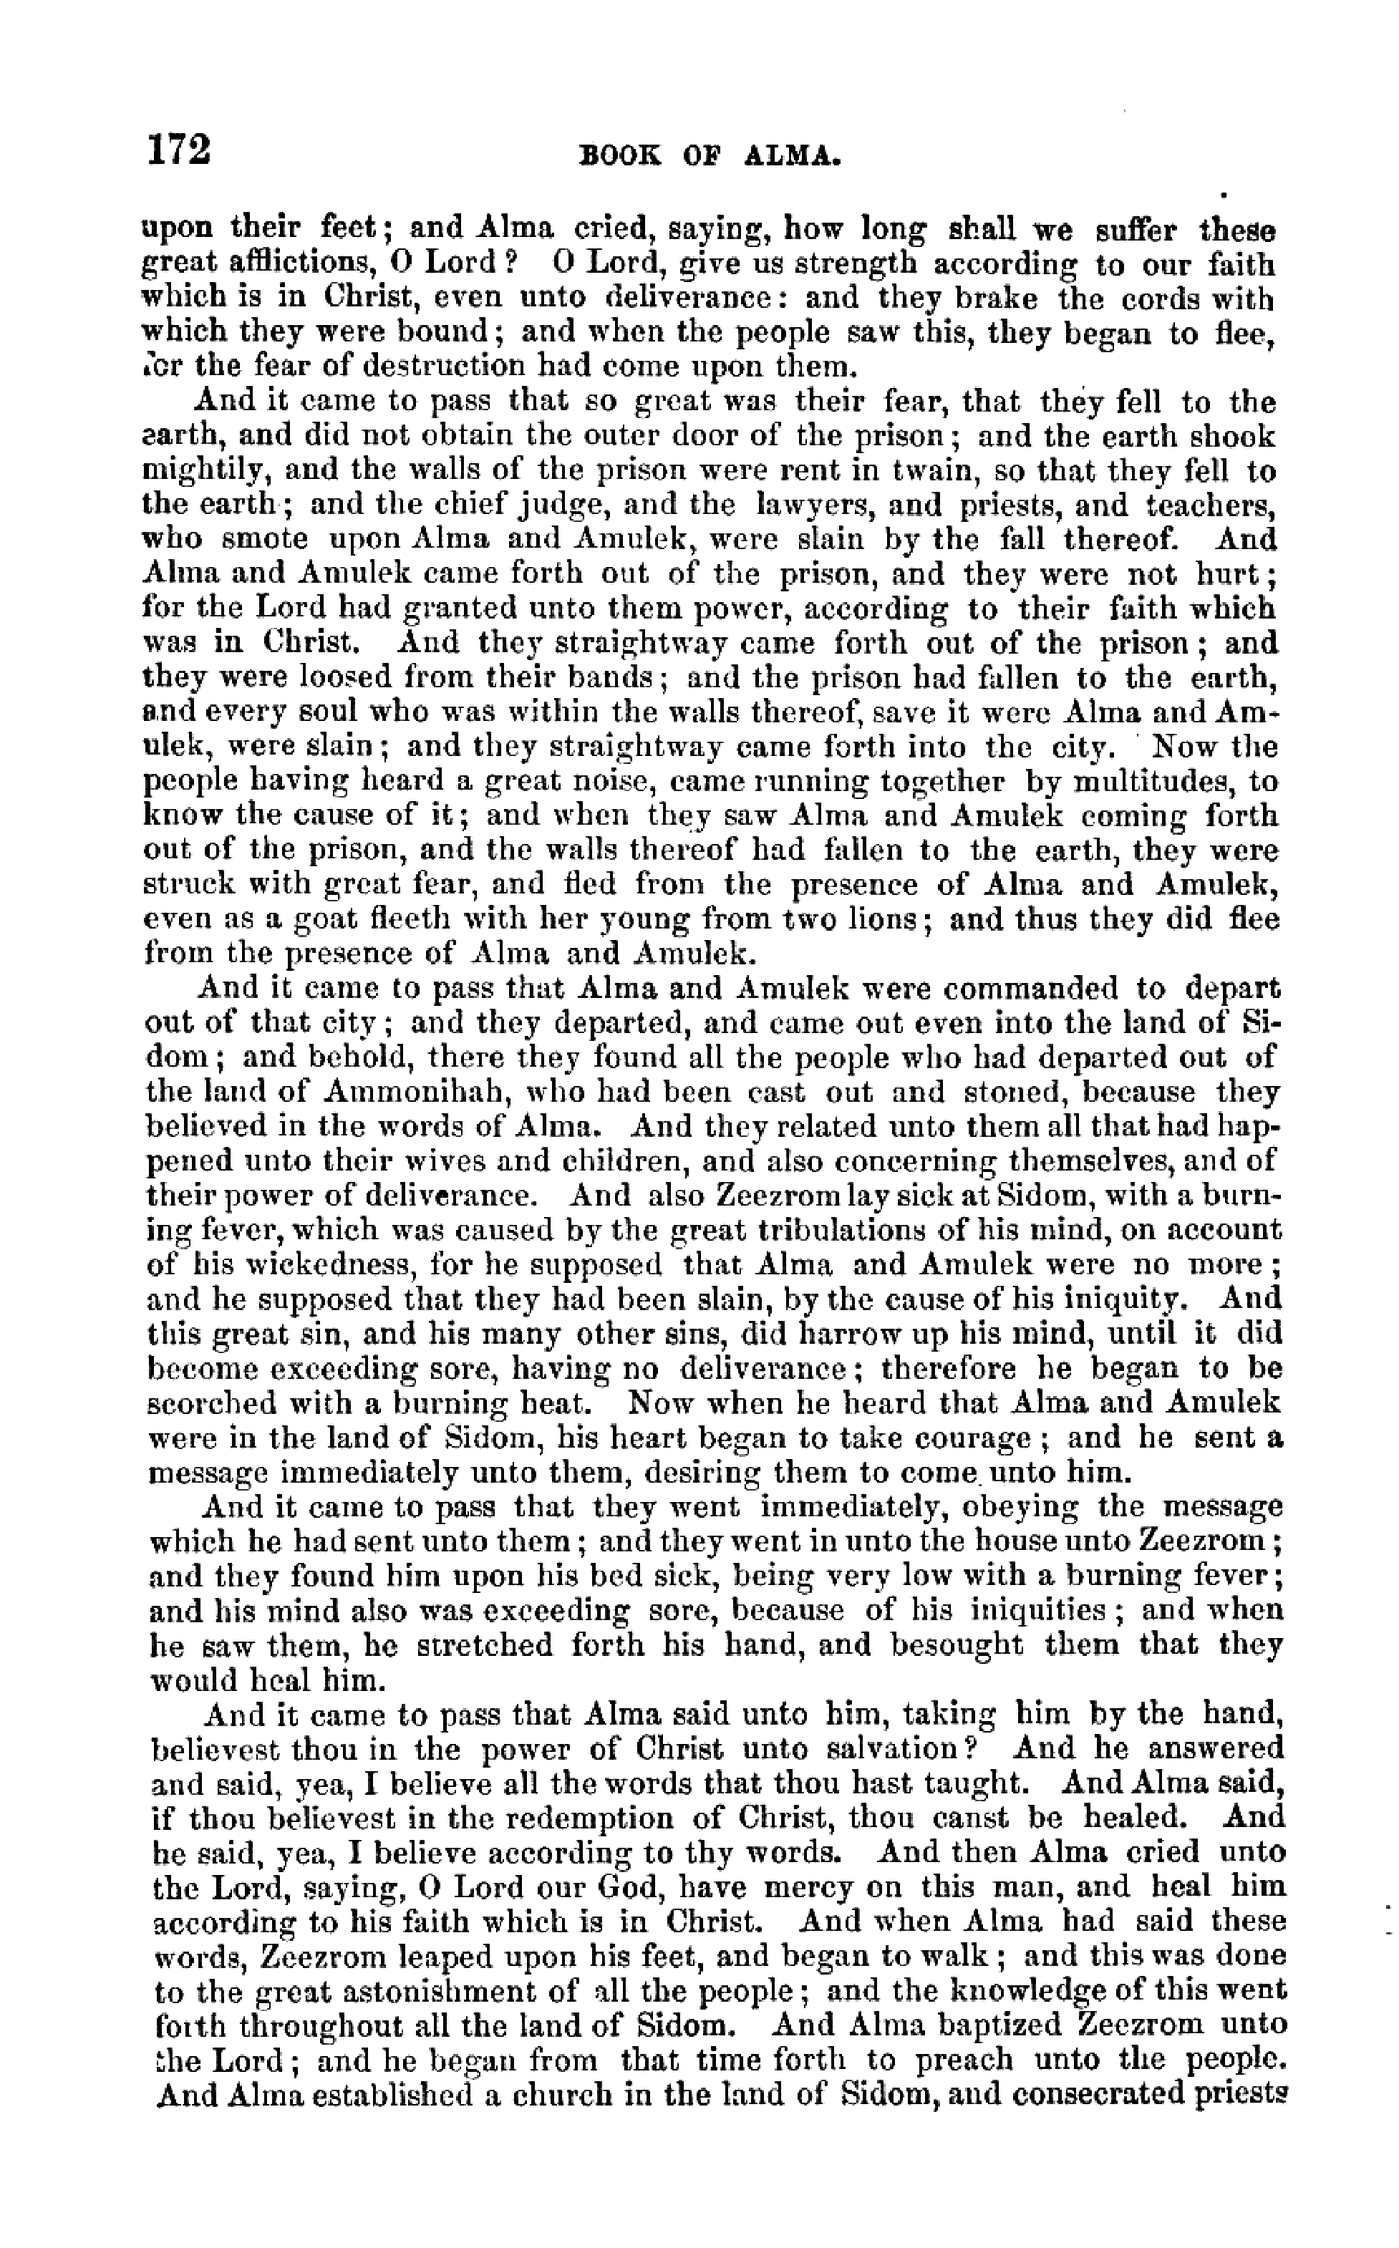 172 BOOK OF ALMA.
upon their feet; and Alma cried, saying, how long shall we suffer these
great afflictions, O Lord? O Lord, give us strength according to our faith
which is in Christ, even unto deliverance: and they brake the cords with
which they were bound; and when the people saw this, they began to flee,
for the fear of destruction had come upon them.
And it came to pass that so great was their fear, that they fell to the
earth, and did not obtain the outer door of the prison; and the earth shook
mightily, and the walls of the prison were rent in twain, so that they fell to
the earth; and the chief judge, and the lawyers, and priests, and teachers,
who smote upon Alma and Amulek, were slain by the fall thereof. And
Alma and Amulek came forth out of the prison, and they were not hurt;
for the Lord had granted unto them power, according to their faith which
was in Christ. And they straightway came forth out of the prison; and
they were loosed from their bands; and the prison had fallen to the earth,
and every soul who was within the walls thereof, save it were Alma and Am-
ulek, were slain; and they straightway came forth into the city. Now the
people having heard a great noise, came running together by multitudes, to
know the cause of it; and when they saw Alma and Amulek coming forth
out of the prison, and the walls thereof had fallen to the earth, they were
struck with great fear, and fled from the presence of Alma and Amulek,
even as a goat fleeth with her young from two lions; and thus they did flee
from the presence of Alma and Amulek.
And it came to pass that Alma and Amulek were commanded to depart
out of that city; and they departed, and came out even into the land of Si-
dom; and behold, there they found all the people who had departed out of
the land of Ammonihah, who had been cast out and stoned, because they
believed in the words of Alma. And they related unto them all that had hap-
pened unto their wives and children, and also concerning themselves, and of
their power of deliverance. And also Zeezrom lay sick at Sidom, with a burn-
ing fever, which was caused by the great tribulations of his mind, on account
of his wickedness, for he supposed that Alma and Amulek were no more;
and he supposed that they had been slain, by the cause of his iniquity. And
this great sin, and his many other sins, did harrow up his mind, until it did
become exceeding sore, having no deliverance; therefore he began to be
scorched with a burning heat. Now when he heard that Alma and Amulek
were in the land of Sidom, his heart began to take courage; and he sent a
message immediately unto them, desiring them to come unto him.
And it came to pass that they went immediately, obeying the message
which he had sent unto them; and they went in unto the house unto Zeezrom;
and they found him upon his bed sick, being very low with a burning fever;
and his mind also was exceeding sore, because of his iniquities; and when
he saw them, he stretched forth his hand, and besought them that they
would heal him.
And it came to pass that Alma said unto him, taking him by the hand,
believest thou in the power of Christ unto salvation? And he answered
and said, yea, I believe all the words that thou hast taught. And Alma said,
if thou believest in the redemption of Christ, thou canst be healed. And
he said, yea, I believe according to thy words. And then Alma cried unto
the Lord, saying, O Lord our God, have mercy on this man, and heal him
according to his faith which is in Christ. And when Alma had said these
words, Zeezrom leaped upon his feet, and began to walk; and this was done
to the great astonishment of all the people; and the knowledge of this went
forth throughout all the land of Sidom. And Alma baptized Zeezrom unto
the Lord; and he began from that time forth to preach unto the people.
And Alma established a church in the land of Sidom, and consecrated priests